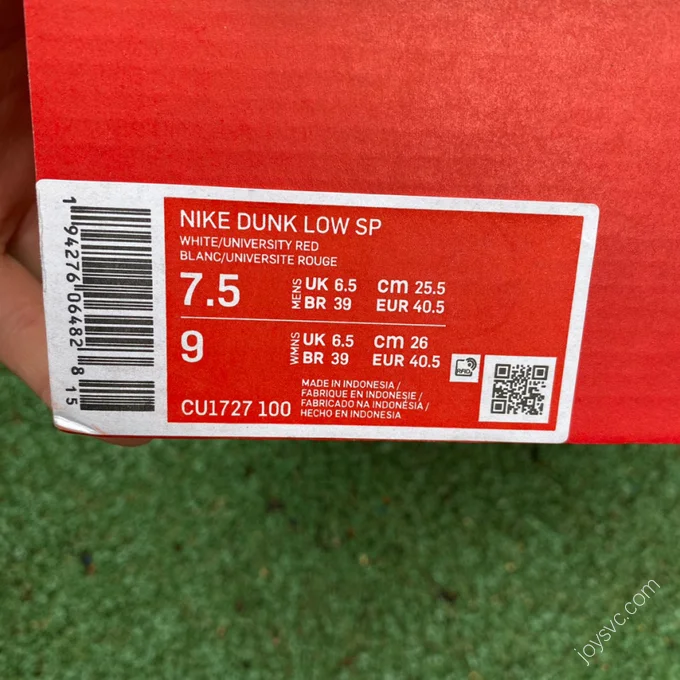 1 94276 06482 8 15
NIKE DUNK LOW SP
WHITE/UNIVERSITY RED
BLANC/UNIVERSITE ROUGE
7.5
MENS
UK 6.5 cm 25.5
BR 39 EUR 40.5
9
WMNS
UK 6.5 cm 26
BR 39 EUR 40.5
RFID
MADE IN INDONESIA /
FABRIQUE EN INDONESIE /
FABRICADO NA INDONÉSIA /
HECHO EN INDONESIA
CU1727 100
joysvc.com